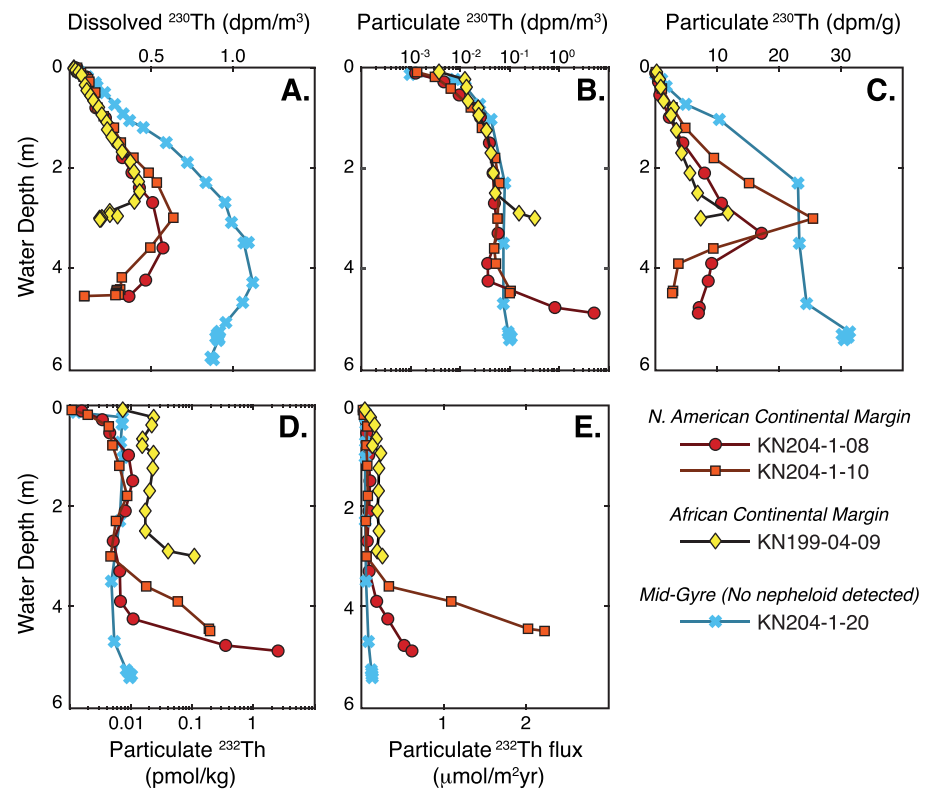 Dissolved ²³⁰Th (dpm/m³)
0.5 1.0
0
2
4
6
Water Depth (m)
A.
Particulate ²³⁰Th (dpm/m³)
10⁻³ 10⁻² 10⁻¹ 10⁰
0
2
4
6
B.
Particulate ²³⁰Th (dpm/g)
10 20 30
0
2
4
6
C.
0
2
4
6
Water Depth (m)
D.
0.01 0.1 1
Particulate ²³²Th
(pmol/kg)
0
2
4
6
E.
1 2
Particulate ²³²Th flux
(μmol/m²yr)
N. American Continental Margin
KN204-1-08
KN204-1-10
African Continental Margin
KN199-04-09
Mid-Gyre (No nepheloid detected)
KN204-1-20